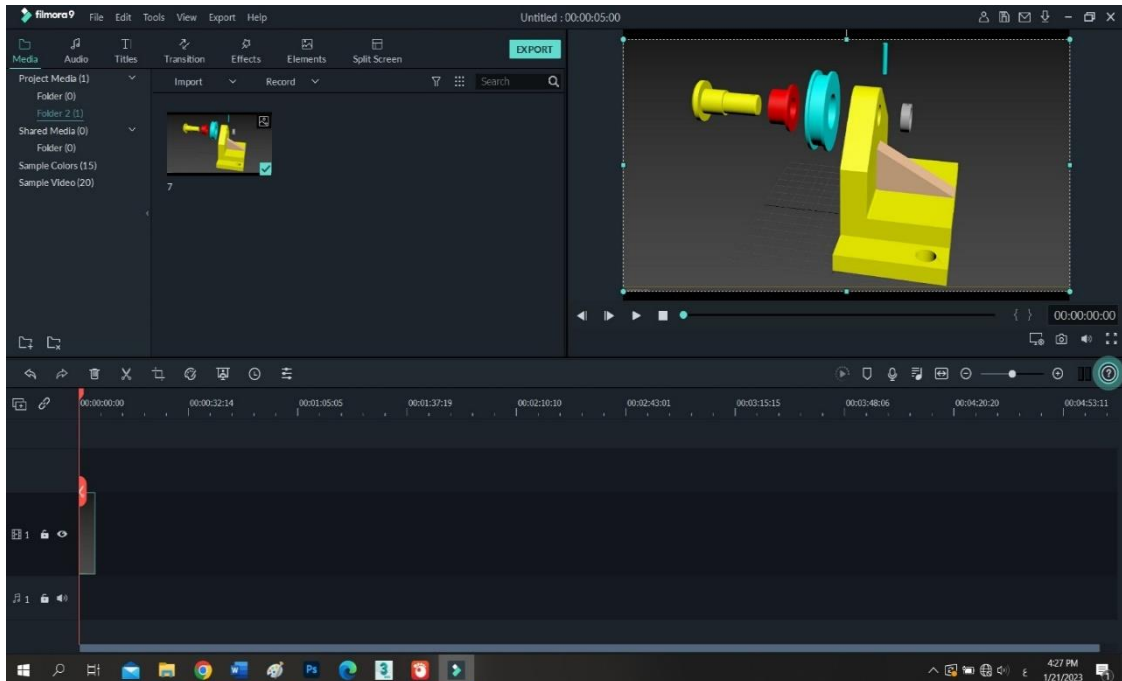 filmora9 File Edit Tools View Export Help Untitled : 00:00:05:00
Media Audio Titles Transition Effects Elements Split Screen EXPORT
Project Media (1) Import Record Search
Folder (0)
Folder 2 (1)
Shared Media (0)
Folder (0)
Sample Colors (15)
Sample Video (20)
7
00:00:00:00
00:00:00:00 00:00:32:14 00:01:05:05 00:01:37:19 00:02:10:10 00:02:43:01 00:03:15:15 00:03:48:06 00:04:20:20 00:04:53:11
1
1
W Ps 3 ع 4:27 PM
1/21/2023